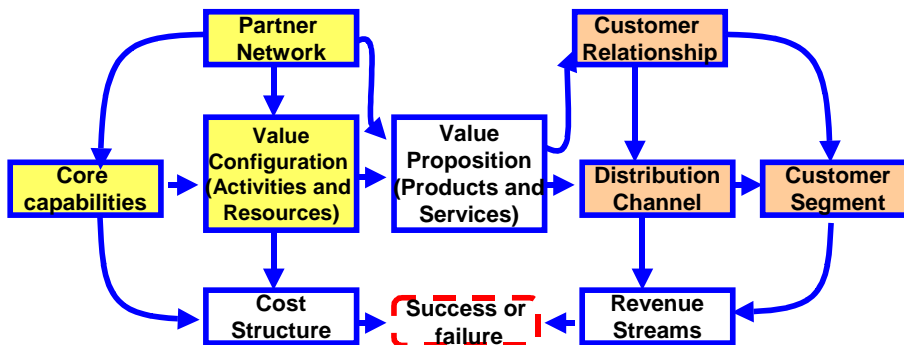 Partner
Network
Customer
Relationship
Value
Configuration
(Activities and
Resources)
Value
Proposition
(Products and
Services)
Core
capabilities
Distribution
Channel
Customer
Segment
Cost
Structure
Success or
failure
Revenue
Streams